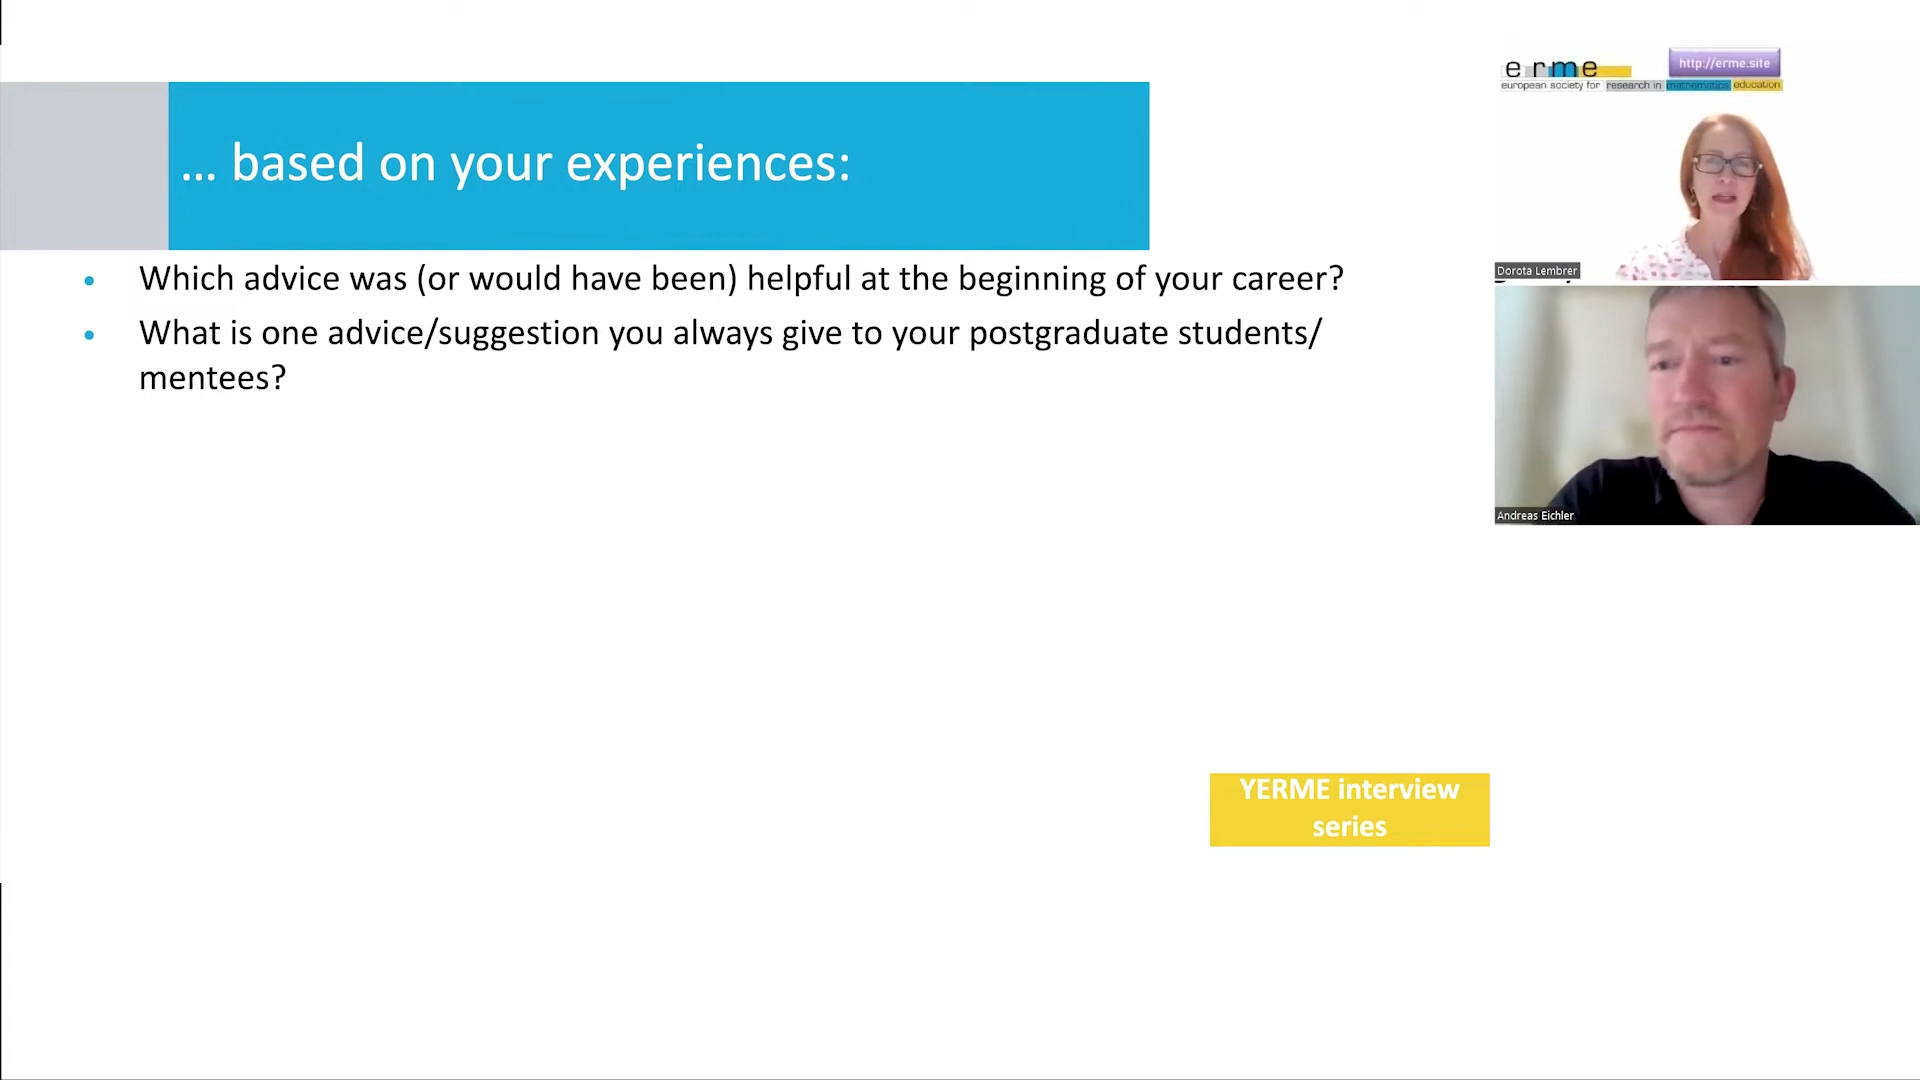 ... based on your experiences:
• Which advice was (or would have been) helpful at the beginning of your career?
• What is one advice/suggestion you always give to your postgraduate students/
mentees?
YERME interview
series
erme
http://erme.site
european society for research in mathematics education
Dorota Lembrer
Andreas Eichler